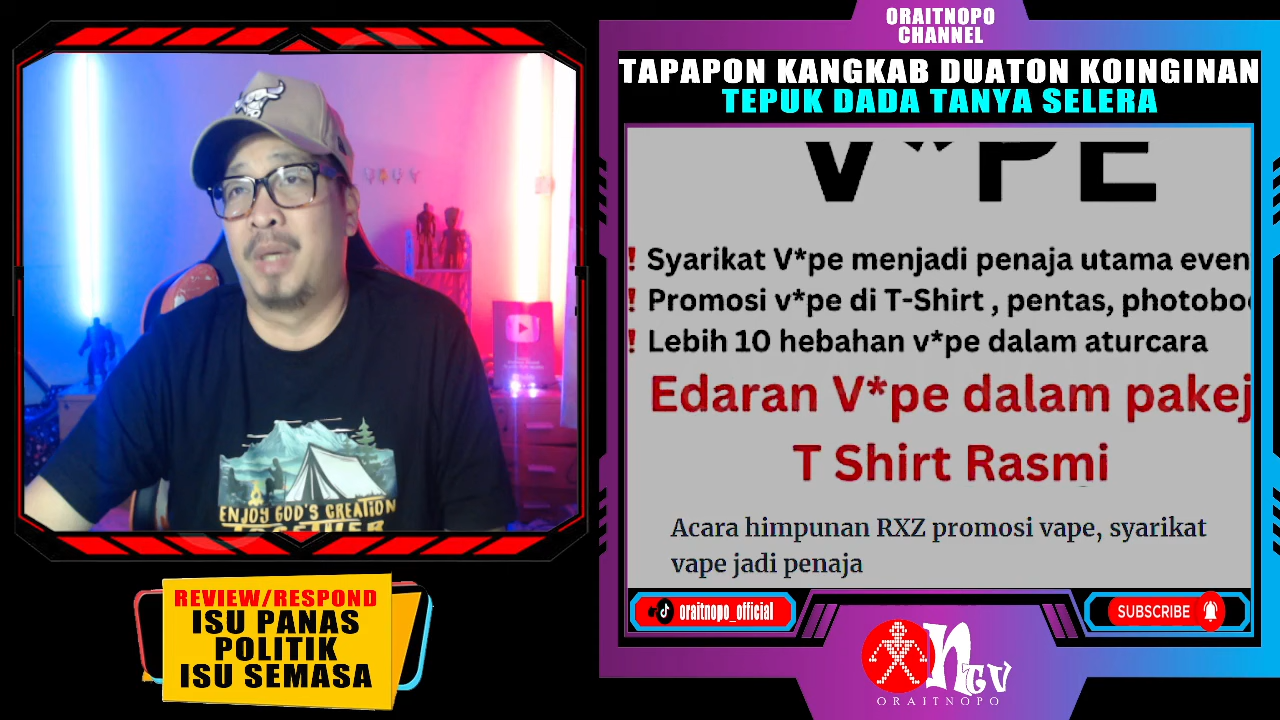 ORAITNOPO
CHANNEL
TAPAPON KANGKAB DUATON KOINGINAN
TEPUK DADA TANYA SELERA
V*PE
! Syarikat V*pe menjadi penaja utama even
! Promosi v*pe di T-Shirt , pentas, photoboo
! Lebih 10 hebahan v*pe dalam aturcara
Edaran V*pe dalam pakej
T Shirt Rasmi
Acara himpunan RXZ promosi vape, syarikat
vape jadi penaja
ENJOY GOD'S CREATION
TOGETHER
REVIEW/RESPOND
ISU PANAS
POLITIK
ISU SEMASA
oraitnopo_official
SUBSCRIBE
nTV
ORAITNOPO